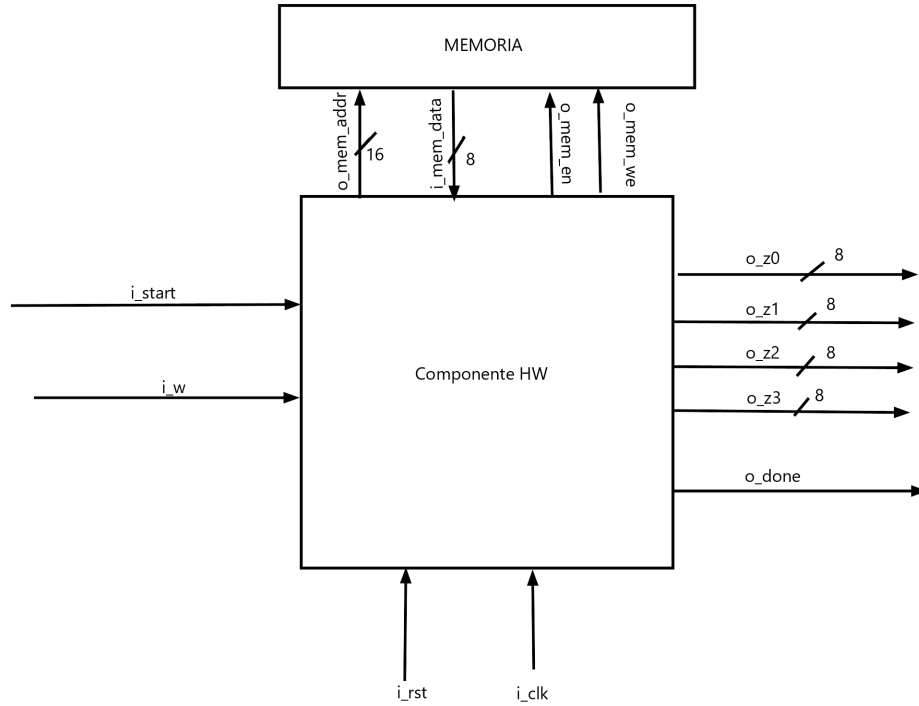 MEMORIA
o_mem_addr
16
i_mem_data
8
o_mem_en
o_mem_we
o_z0
8
i_start
o_z1
8
o_z2
8
Componente HW
i_w
o_z3
8
o_done
i_rst
i_clk